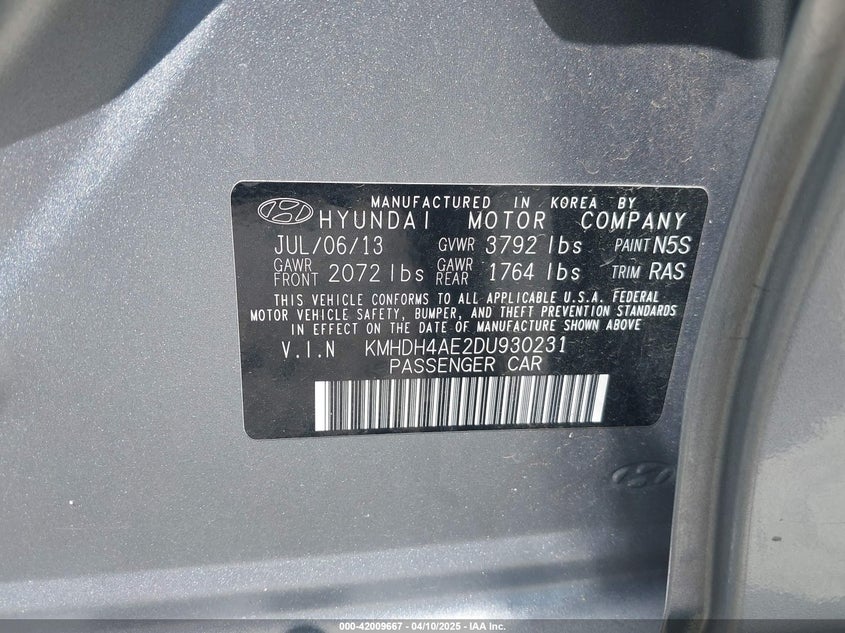 MANUFACTURED IN KOREA BY
HYUNDAI MOTOR COMPANY
JUL/06/13 GVWR 3792 lbs PAINT N5S
GAWR FRONT 2072 lbs GAWR REAR 1764 lbs TRIM RAS
THIS VEHICLE CONFORMS TO ALL APPLICABLE U.S.A. FEDERAL
MOTOR VEHICLE SAFETY, BUMPER, AND THEFT PREVENTION STANDARDS
IN EFFECT ON THE DATE OF MANUFACTURE SHOWN ABOVE
V.I.N KMHDH4AE2DU930231
PASSENGER CAR
000-42009667 - 04/10/2025 - IAA Inc.